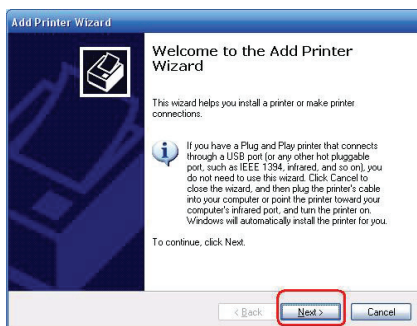 Add Printer Wizard
Welcome to the Add Printer
Wizard
This wizard helps you install a printer or make printer
connections.
If you have a Plug and Play printer that connects
through a USB port (or any other hot pluggable
port, such as IEEE 1394, infrared, and so on), you
do not need to use this wizard. Click Cancel to
close the wizard, and then plug the printer's cable
into your computer or point the printer toward your
computer's infrared port, and turn the printer on.
Windows will automatically install the printer for you.
To continue, click Next.
< Back Next > Cancel